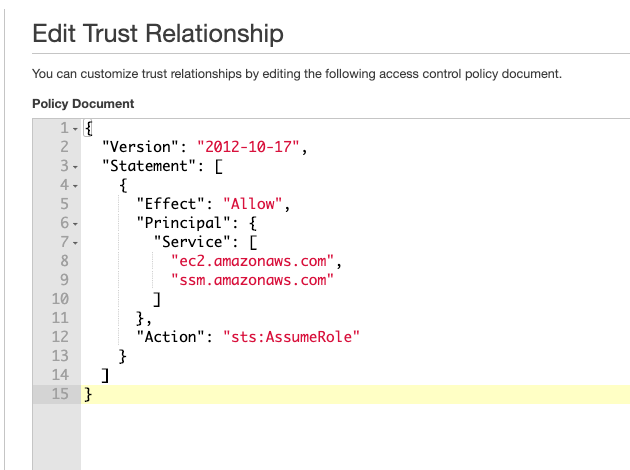 Edit Trust Relationship
You can customize trust relationships by editing the following access control policy document.
Policy Document
1 {
2 "Version": "2012-10-17",
3 "Statement": [
4 {
5 "Effect": "Allow",
6 "Principal": {
7 "Service": [
8 "ec2.amazonaws.com",
9 "ssm.amazonaws.com"
10 ]
11 },
12 "Action": "sts:AssumeRole"
13 }
14 ]
15 }